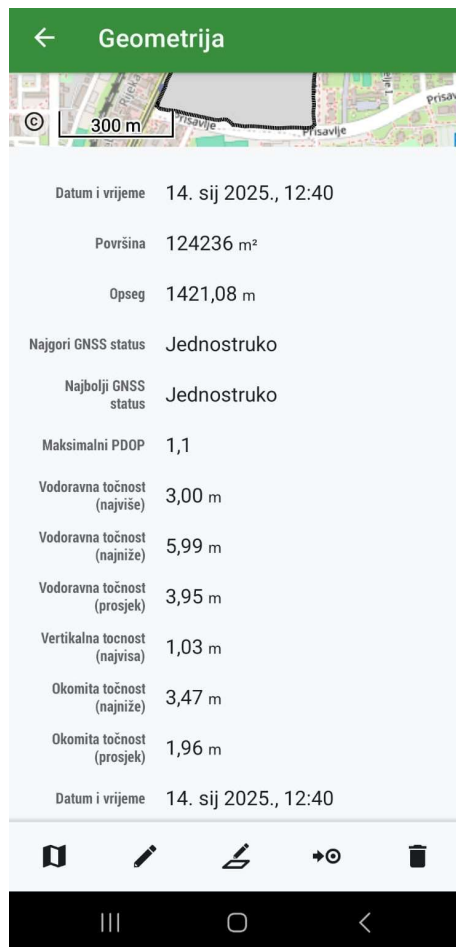 Geometrija
Rijeka
Prisavlje
Prisavlje
Prisav
elje 1
© 300 m
Datum i vrijeme 14. sij 2025., 12:40
Površina 124236 m²
Opseg 1421,08 m
Najgori GNSS status Jednostruko
Najbolji GNSS
status Jednostruko
Maksimalni PDOP 1,1
Vodoravna točnost
(najviše) 3,00 m
Vodoravna točnost
(najniže) 5,99 m
Vodoravna točnost
(prosjek) 3,95 m
Vertikalna tocnost
(najvisa) 1,03 m
Okomita točnost
(najniže) 3,47 m
Okomita točnost
(prosjek) 1,96 m
Datum i vrijeme 14. sij 2025., 12:40